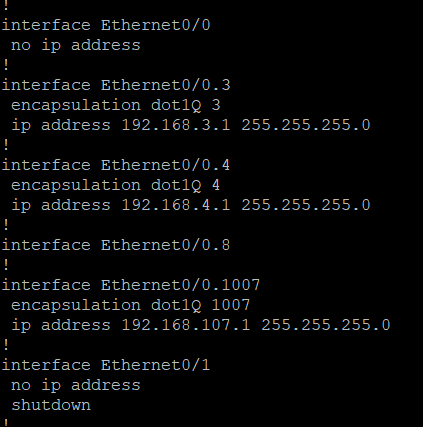 !
interface Ethernet0/0
 no ip address
!
interface Ethernet0/0.3
 encapsulation dot1Q 3
 ip address 192.168.3.1 255.255.255.0
!
interface Ethernet0/0.4
 encapsulation dot1Q 4
 ip address 192.168.4.1 255.255.255.0
!
interface Ethernet0/0.8
!
interface Ethernet0/0.1007
 encapsulation dot1Q 1007
 ip address 192.168.107.1 255.255.255.0
!
interface Ethernet0/1
 no ip address
 shutdown
!